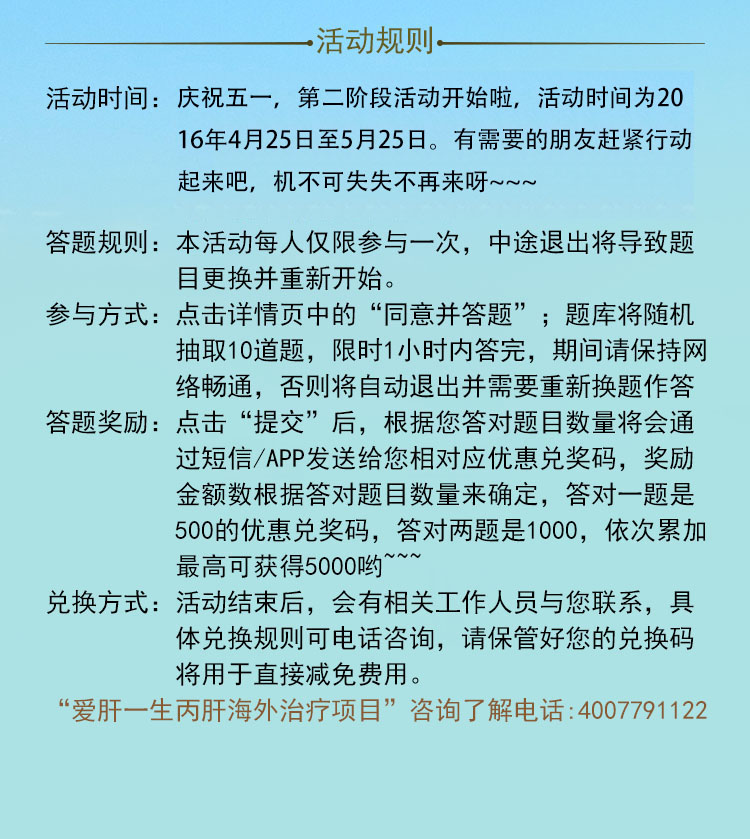 活动规则
活动时间：庆祝五一，第二阶段活动开始啦，活动时间为20
16年4月25日至5月25日。有需要的朋友赶紧行动
起来吧，机不可失失不再来呀~~~
答题规则：本活动每人仅限参与一次，中途退出将导致题
目更换并重新开始。
参与方式：点击详情页中的“同意并答题”；题库将随机
抽取10道题，限时1小时内答完，期间请保持网
络畅通，否则将自动退出并需要重新换题作答
答题奖励：点击“提交”后，根据您答对题目数量将会通
过短信/APP发送给您相对应优惠兑奖码，奖励
金额数根据答对题目数量来确定，答对一题是
500的优惠兑奖码，答对两题是1000，依次累加
最高可获得5000哟~~~
兑换方式：活动结束后，会有相关工作人员与您联系，具
体兑换规则可电话咨询，请保管好您的兑换码
将用于直接减免费用。
“爱肝一生丙肝海外治疗项目”咨询了解电话:4007791122